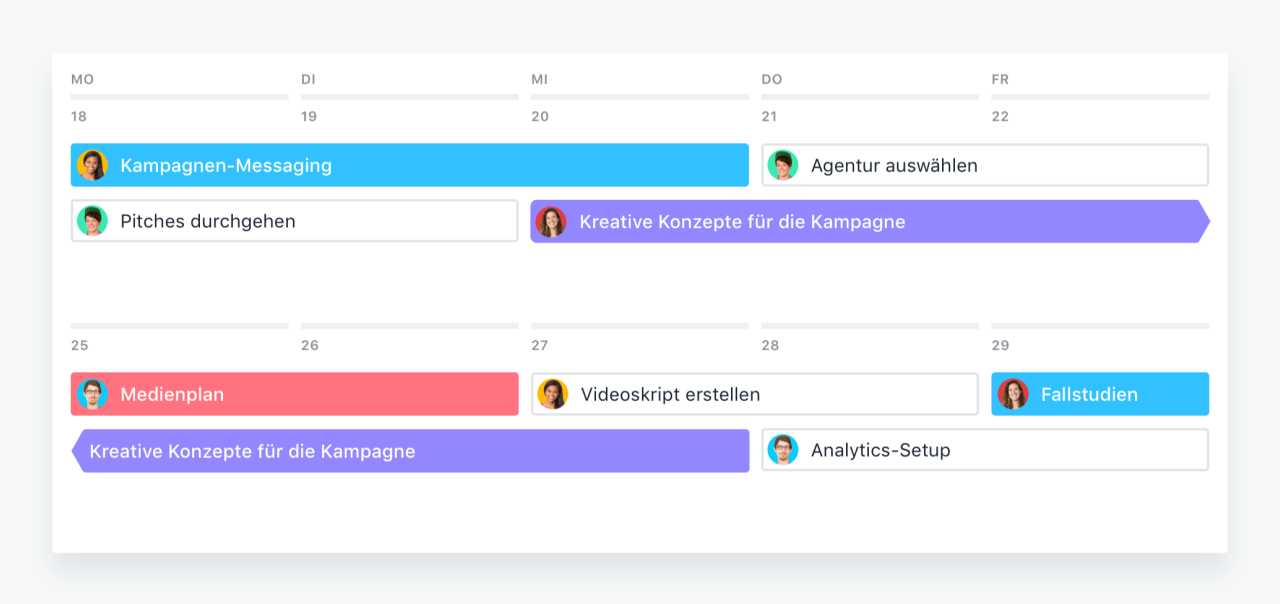 MO DI MI DO FR
18 19 20 21 22
Kampagnen-Messaging Agentur auswählen
Pitches durchgehen Kreative Konzepte für die Kampagne
25 26 27 28 29
Medienplan Videoskript erstellen Fallstudien
Kreative Konzepte für die Kampagne Analytics-Setup